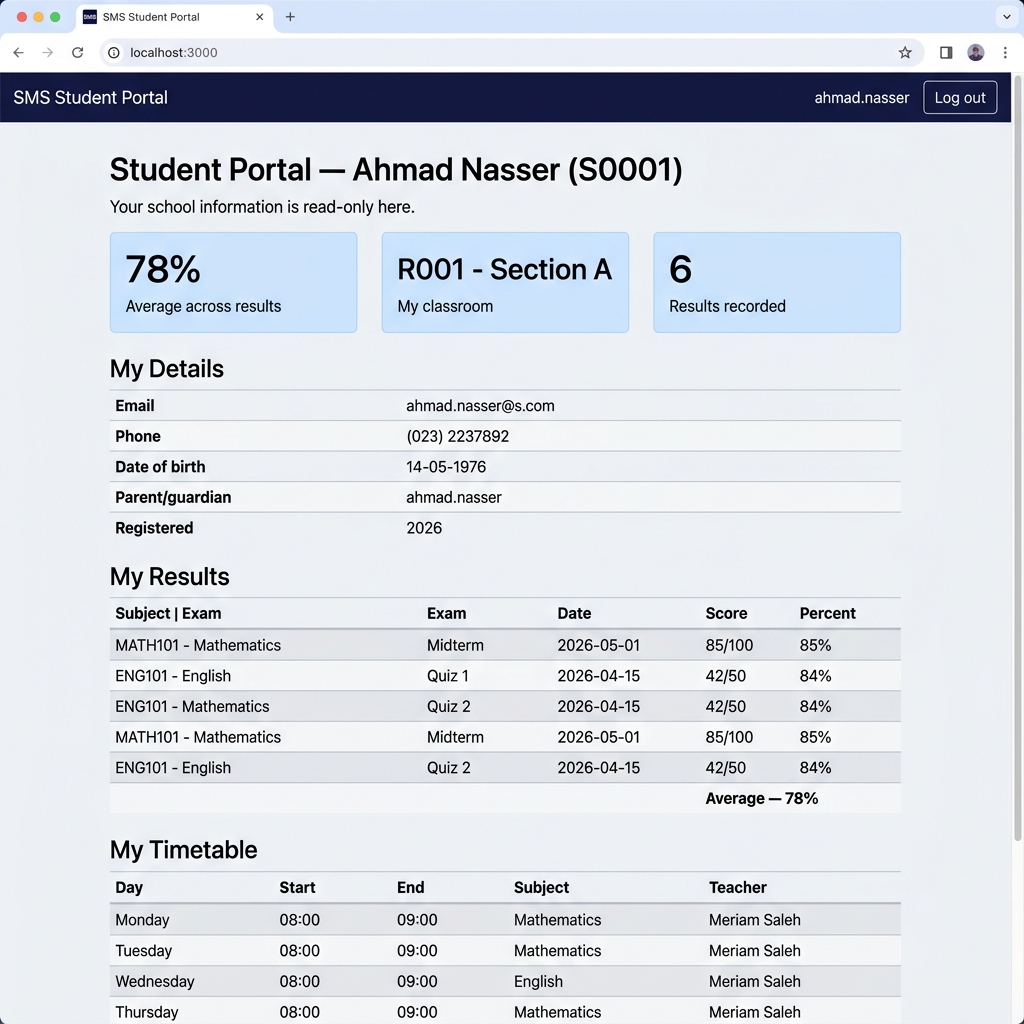 SMS SMS Student Portal
localhost:3000
SMS Student Portal ahmad.nasser Log out
Student Portal — Ahmad Nasser (S0001)
Your school information is read-only here.
78% R001 - Section A 6
Average across results My classroom Results recorded
My Details
Email ahmad.nasser@s.com
Phone (023) 2237892
Date of birth 14-05-1976
Parent/guardian ahmad.nasser
Registered 2026
My Results
Subject | Exam Exam Date Score Percent
MATH101 - Mathematics Midterm 2026-05-01 85/100 85%
ENG101 - English Quiz 1 2026-04-15 42/50 84%
ENG101 - Mathematics Quiz 2 2026-04-15 42/50 84%
MATH101 - Mathematics Midterm 2026-05-01 85/100 85%
ENG101 - English Quiz 2 2026-04-15 42/50 84%
Average — 78%
My Timetable
Day Start End Subject Teacher
Monday 08:00 09:00 Mathematics Meriam Saleh
Tuesday 08:00 09:00 Mathematics Meriam Saleh
Wednesday 08:00 09:00 English Meriam Saleh
Thursday 08:00 09:00 Mathematics Meriam Saleh